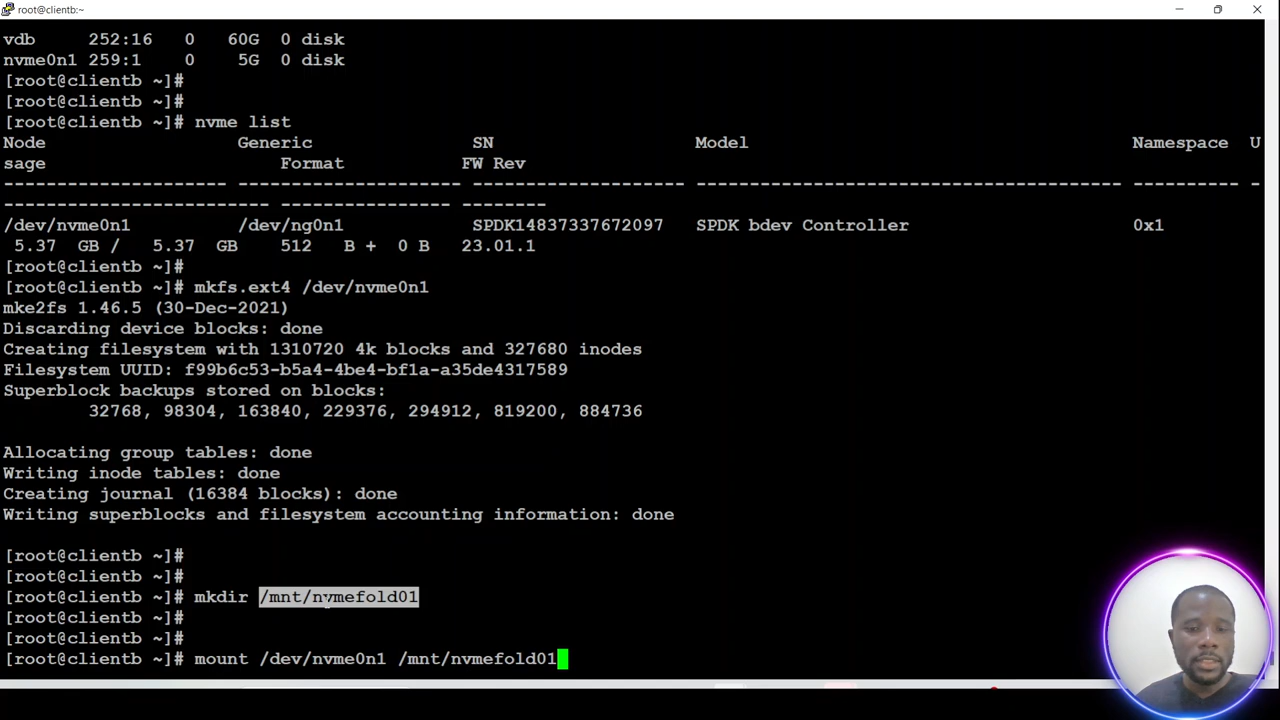 root@clientb:~
vdb 252:16 0 60G 0 disk
nvme0n1 259:1 0 5G 0 disk
[root@clientb ~]#
[root@clientb ~]#
[root@clientb ~]# nvme list
Node Generic SN Model Namespace U
sage Format FW Rev
--------------------- --------------------- -------------------- ---------------------------------------- ---------- -
--------------------- ---------------- --------
/dev/nvme0n1 /dev/ng0n1 SPDK14837337672097 SPDK bdev Controller 0x1
5.37 GB / 5.37 GB 512 B + 0 B 23.01.1
[root@clientb ~]#
[root@clientb ~]# mkfs.ext4 /dev/nvme0n1
mke2fs 1.46.5 (30-Dec-2021)
Discarding device blocks: done
Creating filesystem with 1310720 4k blocks and 327680 inodes
Filesystem UUID: f99b6c53-b5a4-4be4-bf1a-a35de4317589
Superblock backups stored on blocks:
32768, 98304, 163840, 229376, 294912, 819200, 884736
Allocating group tables: done
Writing inode tables: done
Creating journal (16384 blocks): done
Writing superblocks and filesystem accounting information: done
[root@clientb ~]#
[root@clientb ~]#
[root@clientb ~]# mkdir /mnt/nvmefold01
[root@clientb ~]#
[root@clientb ~]#
[root@clientb ~]# mount /dev/nvme0n1 /mnt/nvmefold01